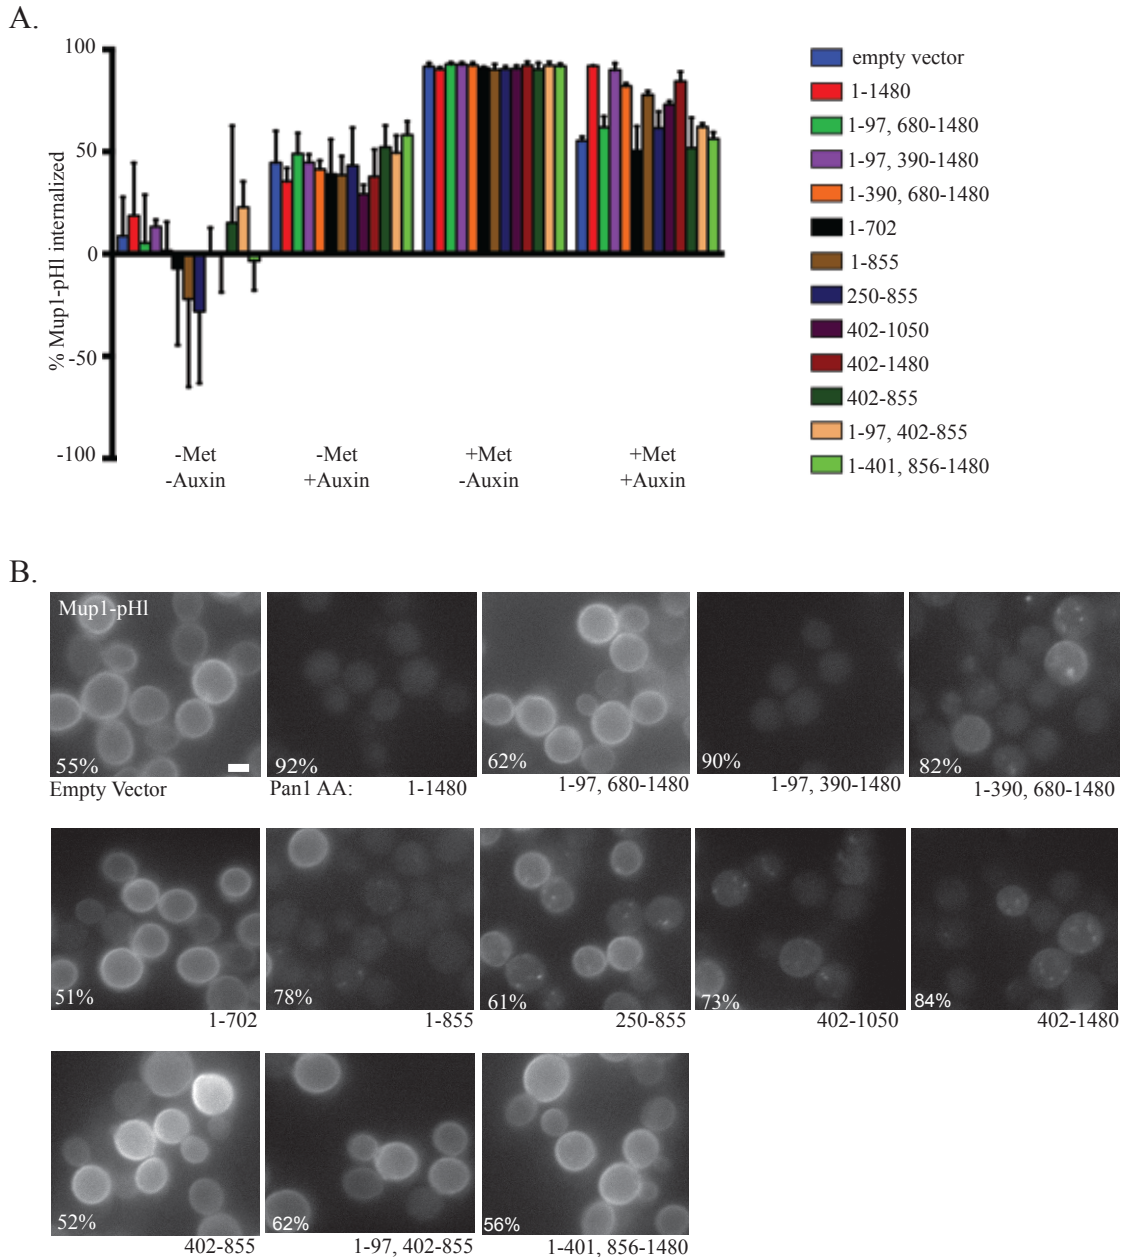 A.
% Mup1-pHl internalized
100
50
0
-50
-100
-Met
-Auxin
-Met
+Auxin
+Met
-Auxin
+Met
+Auxin
empty vector
1-1480
1-97, 680-1480
1-97, 390-1480
1-390, 680-1480
1-702
1-855
250-855
402-1050
402-1480
402-855
1-97, 402-855
1-401, 856-1480
B.
Mup1-pHl
55%
92%
62%
90%
82%
Empty Vector
Pan1 AA: 1-1480
1-97, 680-1480
1-97, 390-1480
1-390, 680-1480
51%
78%
61%
73%
84%
1-702
1-855
250-855
402-1050
402-1480
52%
62%
56%
402-855
1-97, 402-855
1-401, 856-1480